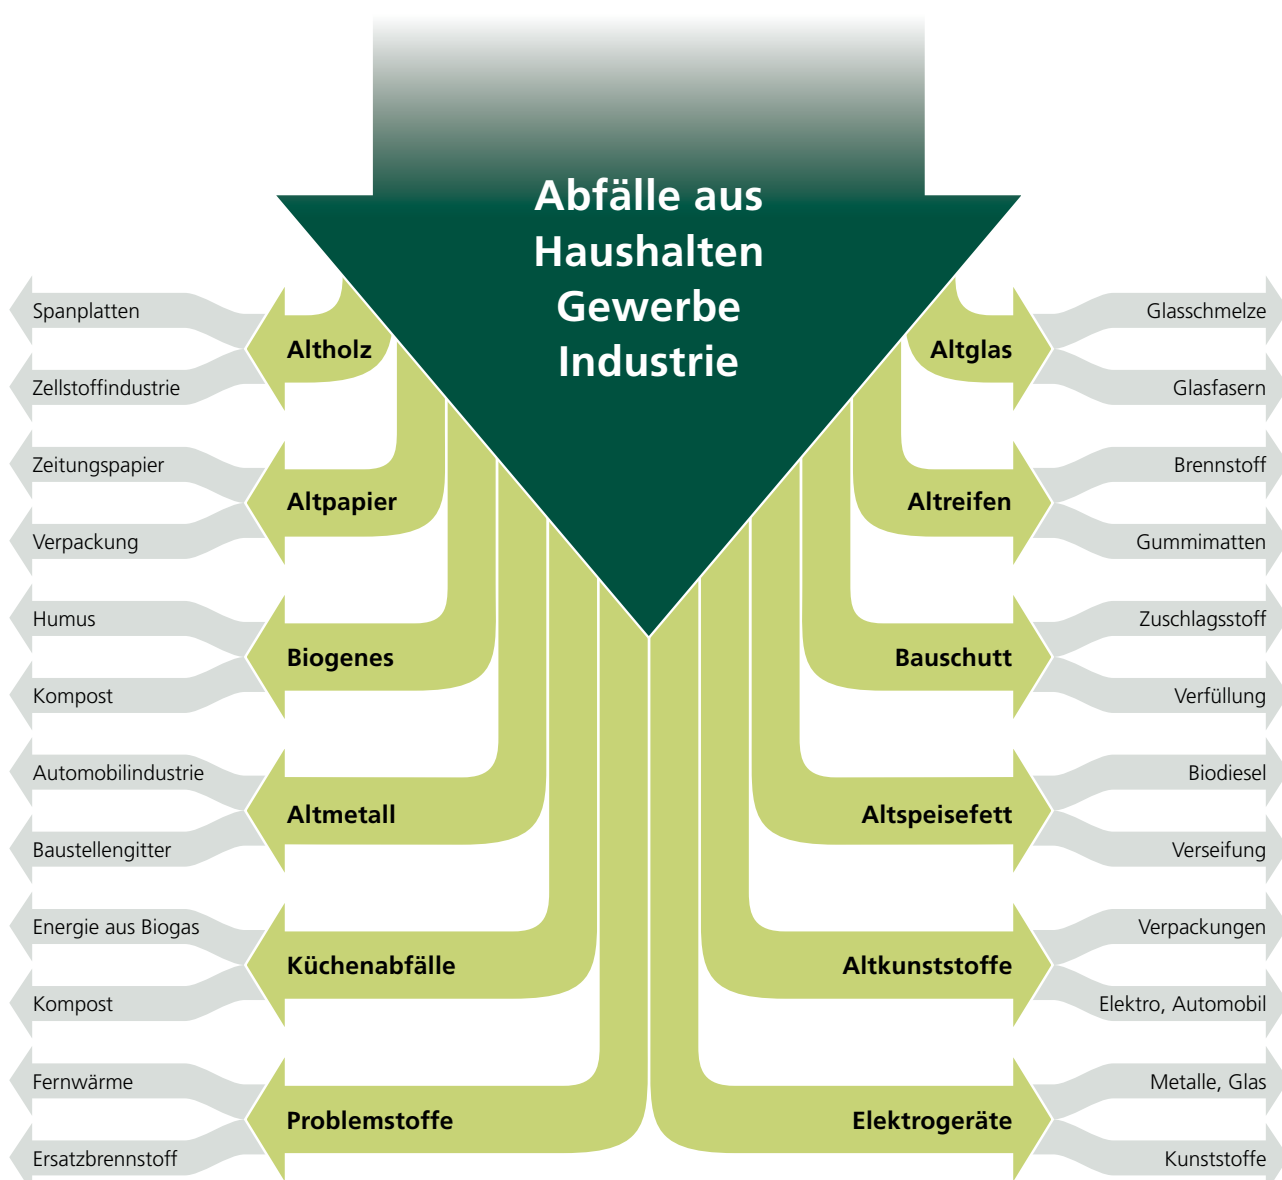 Abfälle aus
Haushalten
Gewerbe
Industrie
Spanplatten
Zellstoffindustrie
Altholz
Zeitungspapier
Verpackung
Altpapier
Humus
Kompost
Biogenes
Automobilindustrie
Baustellengitter
Altmetall
Energie aus Biogas
Kompost
Küchenabfälle
Fernwärme
Ersatzbrennstoff
Problemstoffe
Altglas
Glasschmelze
Glasfasern
Altreifen
Brennstoff
Gummimatten
Bauschutt
Zuschlagsstoff
Verfüllung
Altspeisefett
Biodiesel
Verseifung
Altkunststoffe
Verpackungen
Elektro, Automobil
Elektrogeräte
Metalle, Glas
Kunststoffe